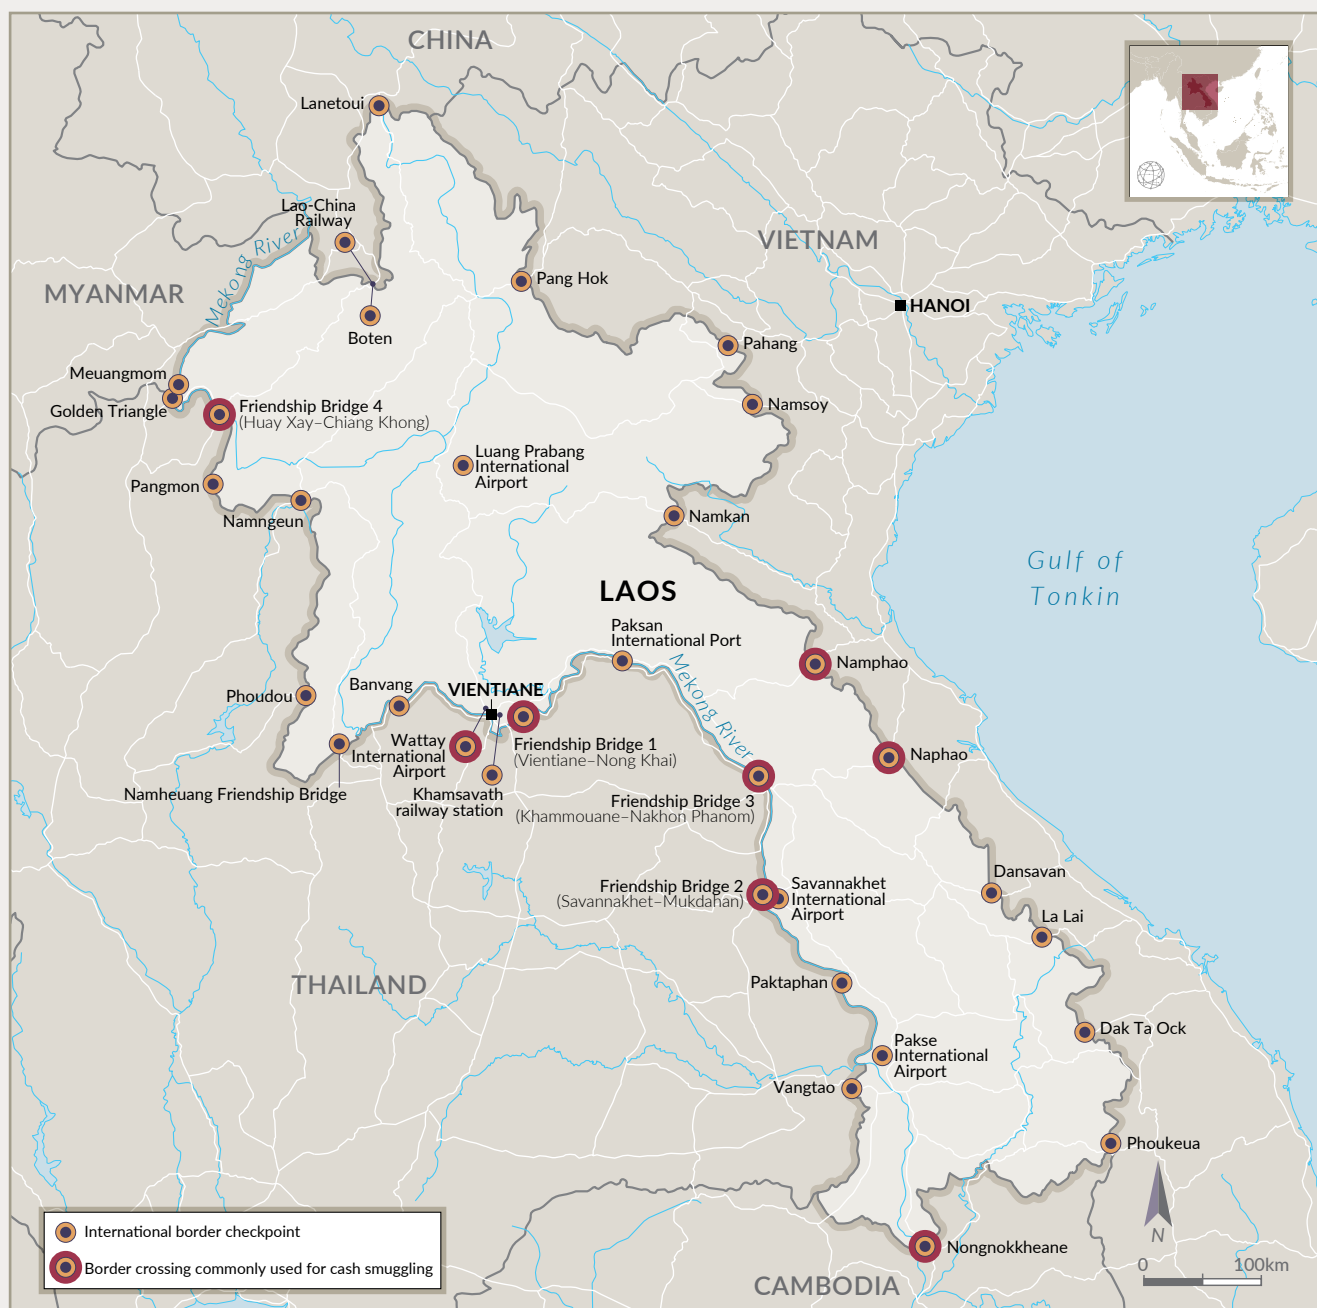 CHINA
Lanetoui
Lao-China
Railway
Mekong River
VIETNAM
MYANMAR
Pang Hok
HANOI
Boten
Pahang
Meuangmom
Golden Triangle
Friendship Bridge 4
(Huay Xay–Chiang Khong)
Namsoy
Luang Prabang
International
Airport
Pangmon
Namngeun
Namkan
Gulf of
Tonkin
LAOS
Paksan
International Port
Mekong River
Namphao
Phoudou
Banvang
VIENTIANE
Wattay
International
Airport
Friendship Bridge 1
(Vientiane–Nong Khai)
Naphao
Namheuang Friendship Bridge
Khamsavath
railway station
Friendship Bridge 3
(Khammouane–Nakhon Phanom)
Dansavan
Friendship Bridge 2
(Savannakhet–Mukdahan)
Savannakhet
International
Airport
La Lai
THAILAND
Paktaphan
Dak Ta Ock
Pakse
International
Airport
Vangtao
Phoukeua
N
Nongnokkheane
CAMBODIA
0
100km
International border checkpoint
Border crossing commonly used for cash smuggling